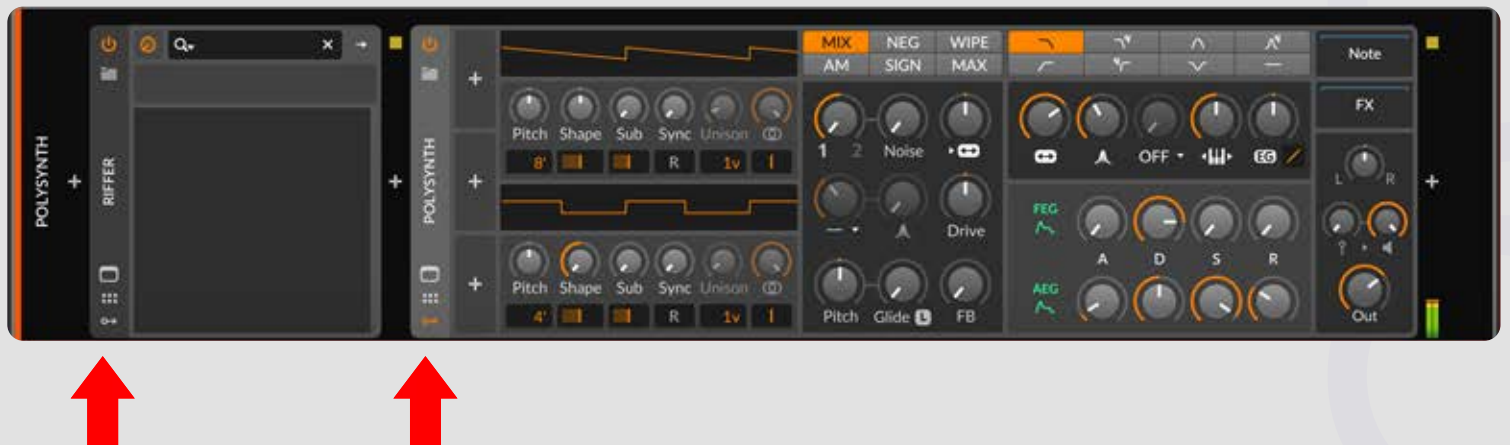 POLYSYNTH
RIFFER
POLYSYNTH
Pitch Shape Sub Sync Unison
8' R 1v
Pitch Shape Sub Sync Unison
4' R 1v
MIX NEG WIPE
AM SIGN MAX
1 2 Noise
Drive
Pitch Glide L FB
OFF EG
FEG
A D S R
AEG
Note
FX
L R
Out